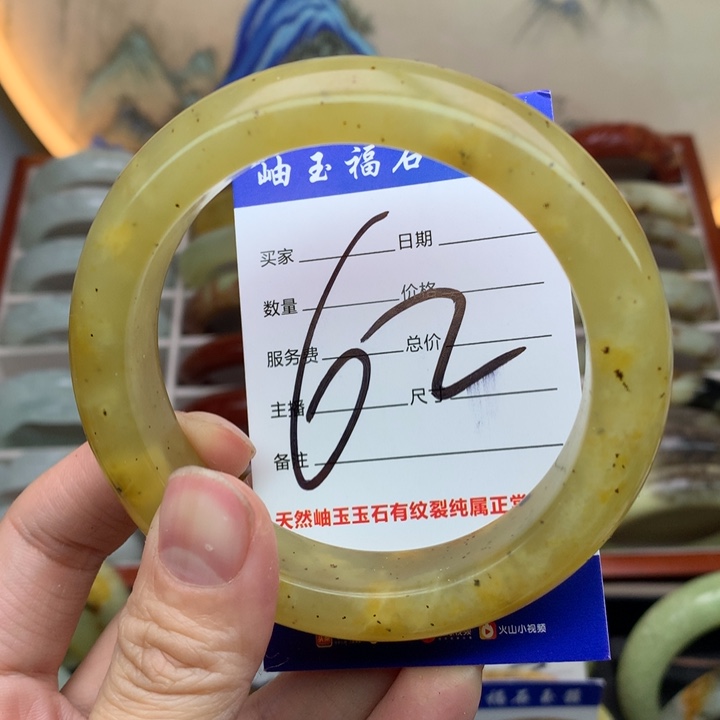 岫玉福石
买家 日期
数量 价格
服务费 总价
主播 尺寸
备注
62
天然岫玉玉石有纹裂纯属正常
火山小视频